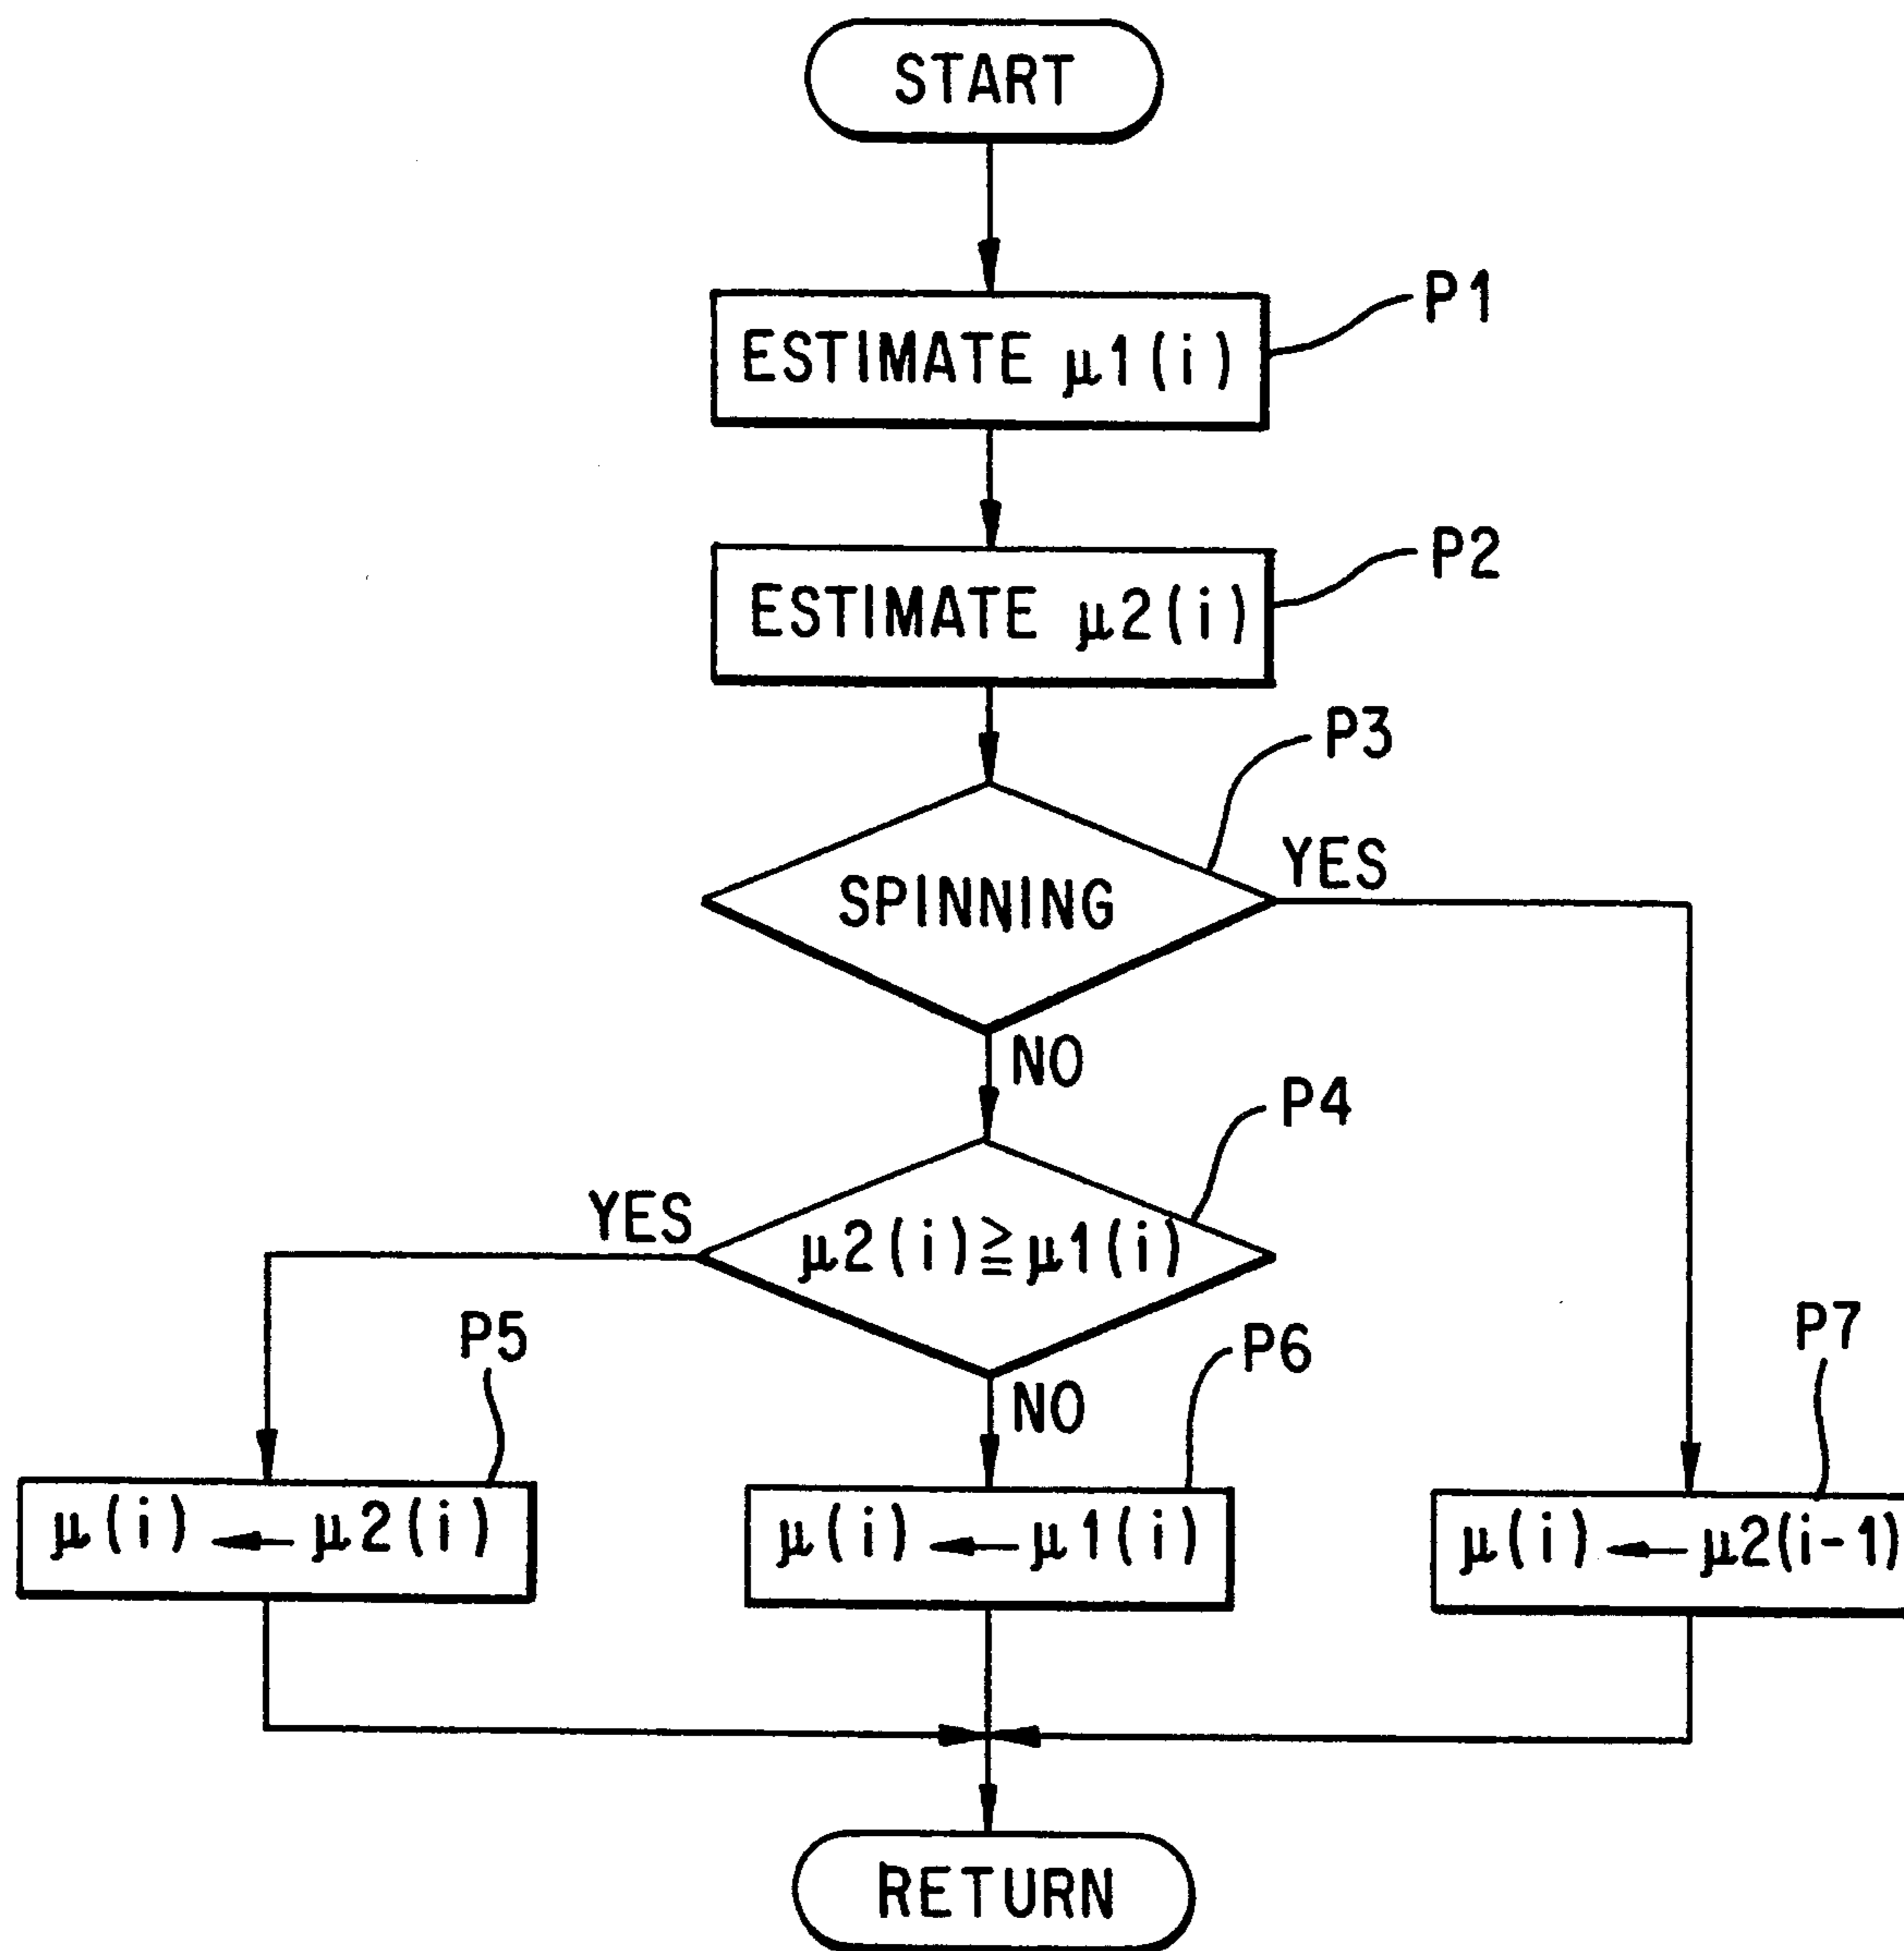 START
ESTIMATE μ1(i)
P1
ESTIMATE μ2(i)
P2
P3
SPINNING
YES
NO
P4
YES
μ2(i)≧μ1(i)
P5
P6
P7
NO
μ(i) ← μ2(i)
μ(i) ← μ1(i)
μ(i) ← μ2(i-1)
RETURN